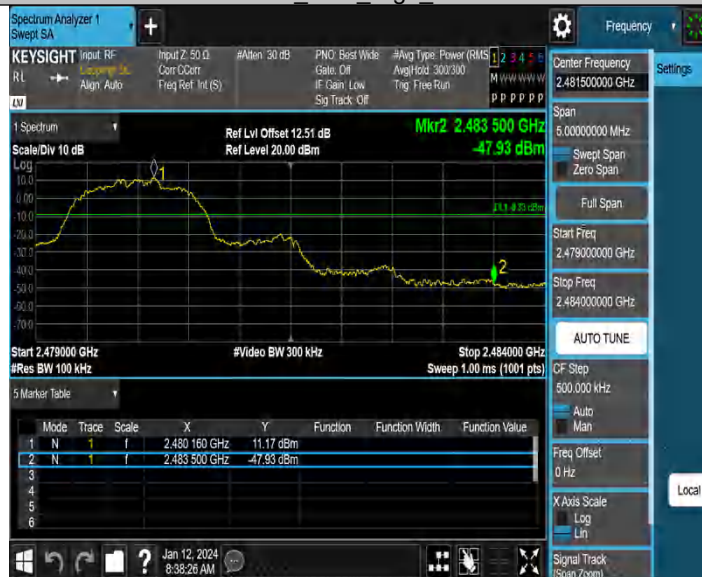 Spectrum Analyzer 1
Swept SA
+
Frequency
KEYSIGHT
Input: RF
Align: Auto
Input Z: 50 Ω
Corr CCorr
Freq Ref: Int (S)
#Atten: 30 dB
PNO: Best Wide
Gate: Off
IF Gain: Low
Sig Track: Off
#Avg Type: Power (RMS
Avg|Hold: 300/300
Trig: Free Run
1 2 3 4 5 6
M W W W W W
P P P P P P
RL
LXI
1 Spectrum
Scale/Div 10 dB
Ref Lvl Offset 12.51 dB
Ref Level 20.00 dBm
Mkr2 2.483 500 GHz
-47.93 dBm
Log
10.0
0.00
-10.0
-20.0
-30.0
-50.0
-60.0
-70.0
1
2
Start 2.479000 GHz
#Res BW 100 kHz
#Video BW 300 kHz
Stop 2.484000 GHz
Sweep 1.00 ms (1001 pts)
5 Marker Table
Mode Trace Scale X Y Function Function Width Function Value
1 N 1 f 2.480 160 GHz 11.17 dBm
2 N 1 f 2.483 500 GHz -47.93 dBm
3
4
5
6
Jan 12, 2024
8:38:26 AM
?
Center Frequency
2.481500000 GHz
Settings
Span
5.00000000 MHz
Swept Span
Zero Span
Full Span
Start Freq
2.479000000 GHz
Stop Freq
2.484000000 GHz
AUTO TUNE
CF Step
500.000 kHz
Auto
Man
Freq Offset
0 Hz
X Axis Scale
Log
Lin
Local
Signal Track
(Span Zoom)